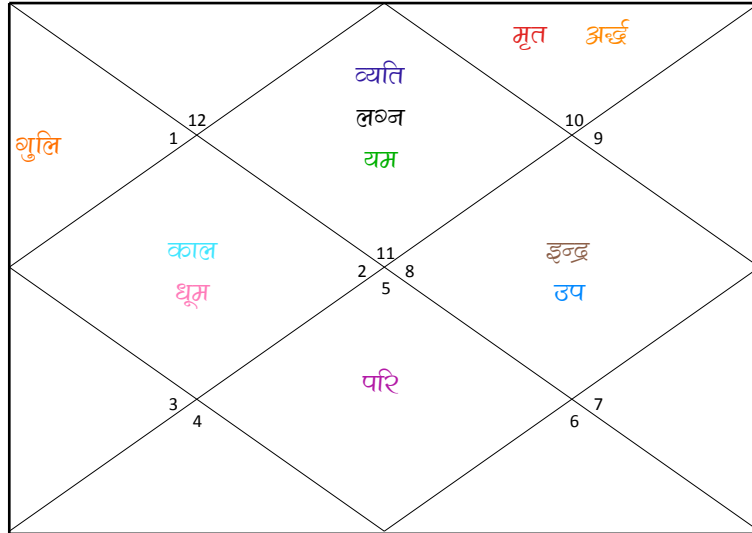 मृत अर्द्ध
व्यति
लग्न
यम
12
10
1
9
गुलि
काल
धूम
11
2 8
5
इन्द्र
उप
परि
3
4
7
6